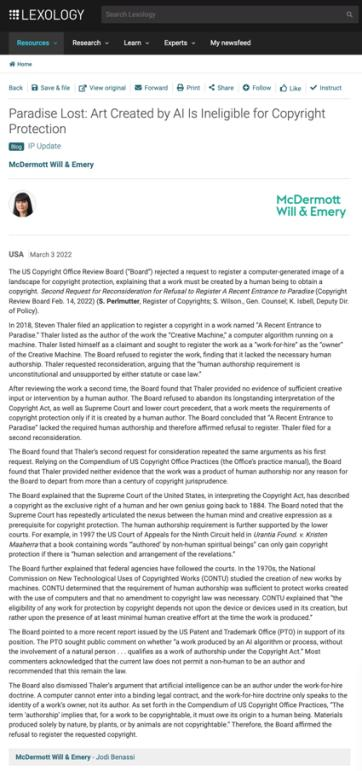 LEXOLOGY
Search Lexology
Resources
Research
Learn
Experts
My newsfeed
Home
Back Save & file View original Forward Print Share Follow Like Instruct
Paradise Lost: Art Created by AI Is Ineligible for Copyright
Protection
Blog IP Update
McDermott Will & Emery
McDermott
Will & Emery
USA March 3 2022
The US Copyright Office Review Board ("Board") rejected a request to register a computer-generated image of a
landscape for copyright protection, explaining that a work must be created by a human being to obtain a
copyright. Second Request for Reconsideration for Refusal to Register A Recent Entrance to Paradise (Copyright
Review Board Feb. 14, 2022) (S. Perlmutter, Register of Copyrights; S. Wilson., Gen. Counsel; K. Isbell, Deputy Dir.
of Policy).
In 2018, Steven Thaler filed an application to register a copyright in a work named "A Recent Entrance to
Paradise." Thaler listed as the author of the work the "Creative Machine," a computer algorithm running on a
machine. Thaler listed himself as a claimant and sought to register the work as a "work-for-hire" as the "owner"
of the Creative Machine. The Board refused to register the work, finding that it lacked the necessary human
authorship. Thaler requested reconsideration, arguing that the "human authorship requirement is
unconstitutional and unsupported by either statute or case law."
After reviewing the work a second time, the Board found that Thaler provided no evidence of sufficient creative
input or intervention by a human author. The Board refused to abandon its longstanding interpretation of the
Copyright Act, as well as Supreme Court and lower court precedent, that a work meets the requirements of
copyright protection only if it is created by a human author. The Board concluded that "A Recent Entrance to
Paradise" lacked the required human authorship and therefore affirmed refusal to register. Thaler filed for a
second reconsideration.
The Board found that Thaler's second request for consideration repeated the same arguments as his first
request. Relying on the Compendium of US Copyright Office Practices (the Office's practice manual), the Board
found that Thaler provided neither evidence that the work was a product of human authorship nor any reason for
the Board to depart from more than a century of copyright jurisprudence.
The Board explained that the Supreme Court of the United States, in interpreting the Copyright Act, has described
a copyright as the exclusive right of a human and her own genius going back to 1884. The Board noted that the
Supreme Court has repeatedly articulated the nexus between the human mind and creative expression as a
prerequisite for copyright protection. The human authorship requirement is further supported by the lower
courts. For example, in 1997 the US Court of Appeals for the Ninth Circuit held in Urantia Found. v. Kristen
Maaherra that a book containing words "'authored' by non-human spiritual beings" can only gain copyright
protection if there is "human selection and arrangement of the revelations."
The Board further explained that federal agencies have followed the courts. In the 1970s, the National
Commission on New Technological Uses of Copyrighted Works (CONTU) studied the creation of new works by
machines. CONTU determined that the requirement of human authorship was sufficient to protect works created
with the use of computers and that no amendment to copyright law was necessary. CONTU explained that "the
eligibility of any work for protection by copyright depends not upon the device or devices used in its creation, but
rather upon the presence of at least minimal human creative effort at the time the work is produced."
The Board pointed to a more recent report issued by the US Patent and Trademark Office (PTO) in support of its
position. The PTO sought public comment on whether "a work produced by an AI algorithm or process, without
the involvement of a natural person . . . qualifies as a work of authorship under the Copyright Act." Most
commenters acknowledged that the current law does not permit a non-human to be an author and
recommended that this remain the law.
The Board also dismissed Thaler's argument that artificial intelligence can be an author under the work-for-hire
doctrine. A computer cannot enter into a binding legal contract, and the work-for-hire doctrine only speaks to the
identity of a work's owner, not its author. As set forth in the Compendium of US Copyright Office Practices, "The
term 'authorship' implies that, for a work to be copyrightable, it must owe its origin to a human being. Materials
produced solely by nature, by plants, or by animals are not copyrightable." Therefore, the Board affirmed the
refusal to register the requested copyright.
McDermott Will & Emery - Jodi Benassi